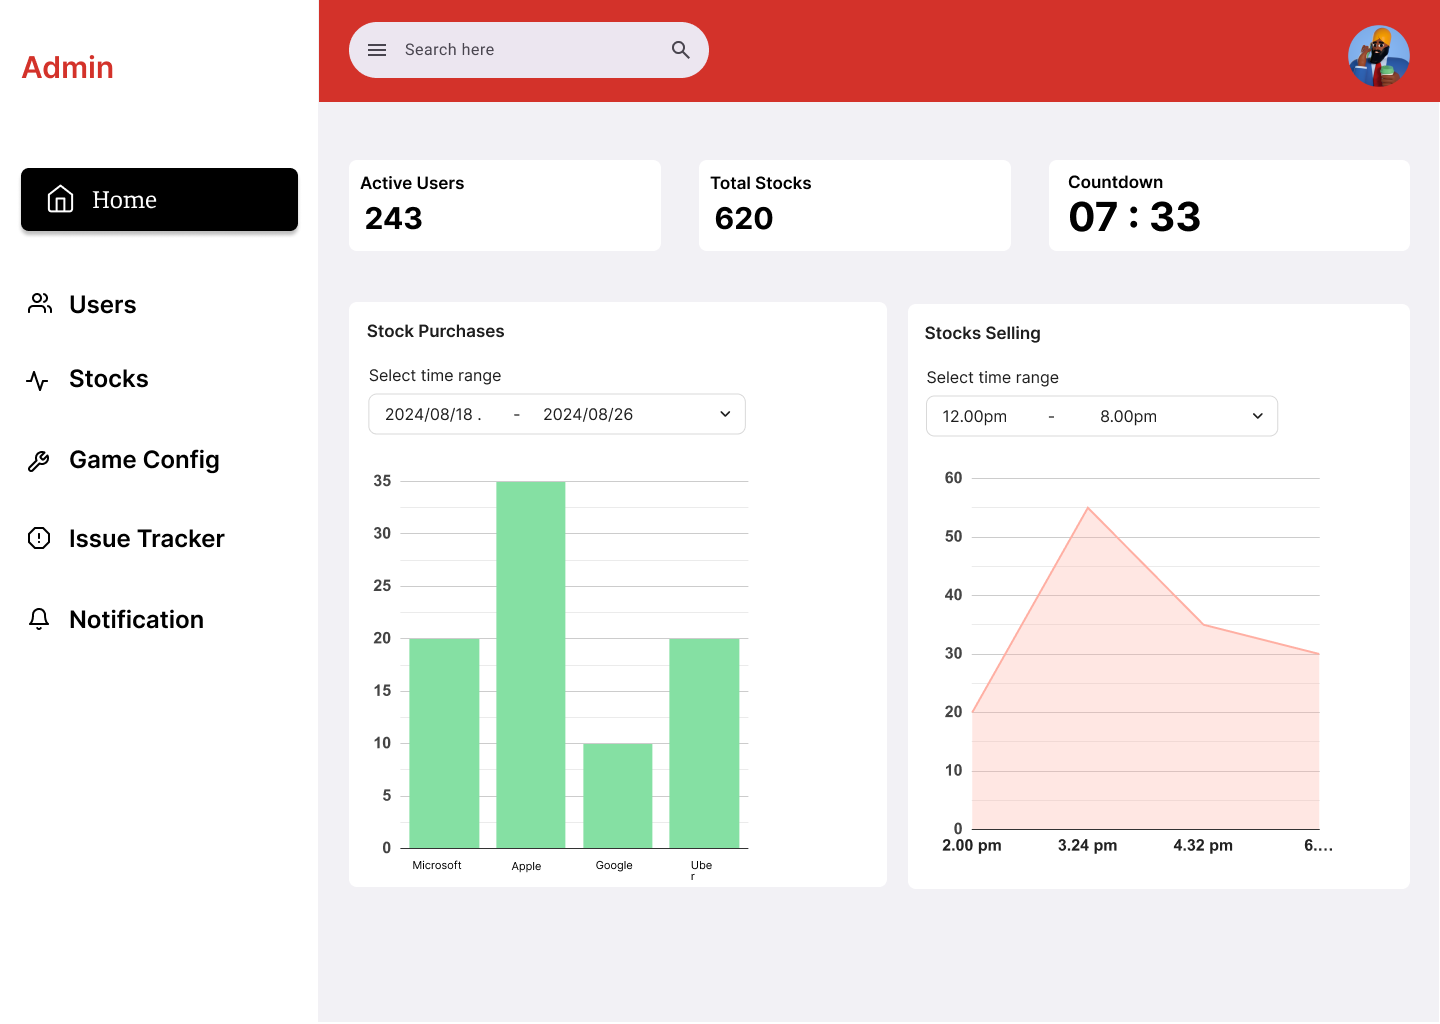 Admin
Search here
Home
Users
Stocks
Game Config
Issue Tracker
Notification
Active Users
243
Total Stocks
620
Countdown
07 : 33
Stock Purchases
Select time range
2024/08/18 . - 2024/08/26
35
30
25
20
15
10
5
0
Microsoft Apple Google Ube
r
Stocks Selling
Select time range
12.00pm - 8.00pm
60
50
40
30
20
10
0
2.00 pm 3.24 pm 4.32 pm 6....